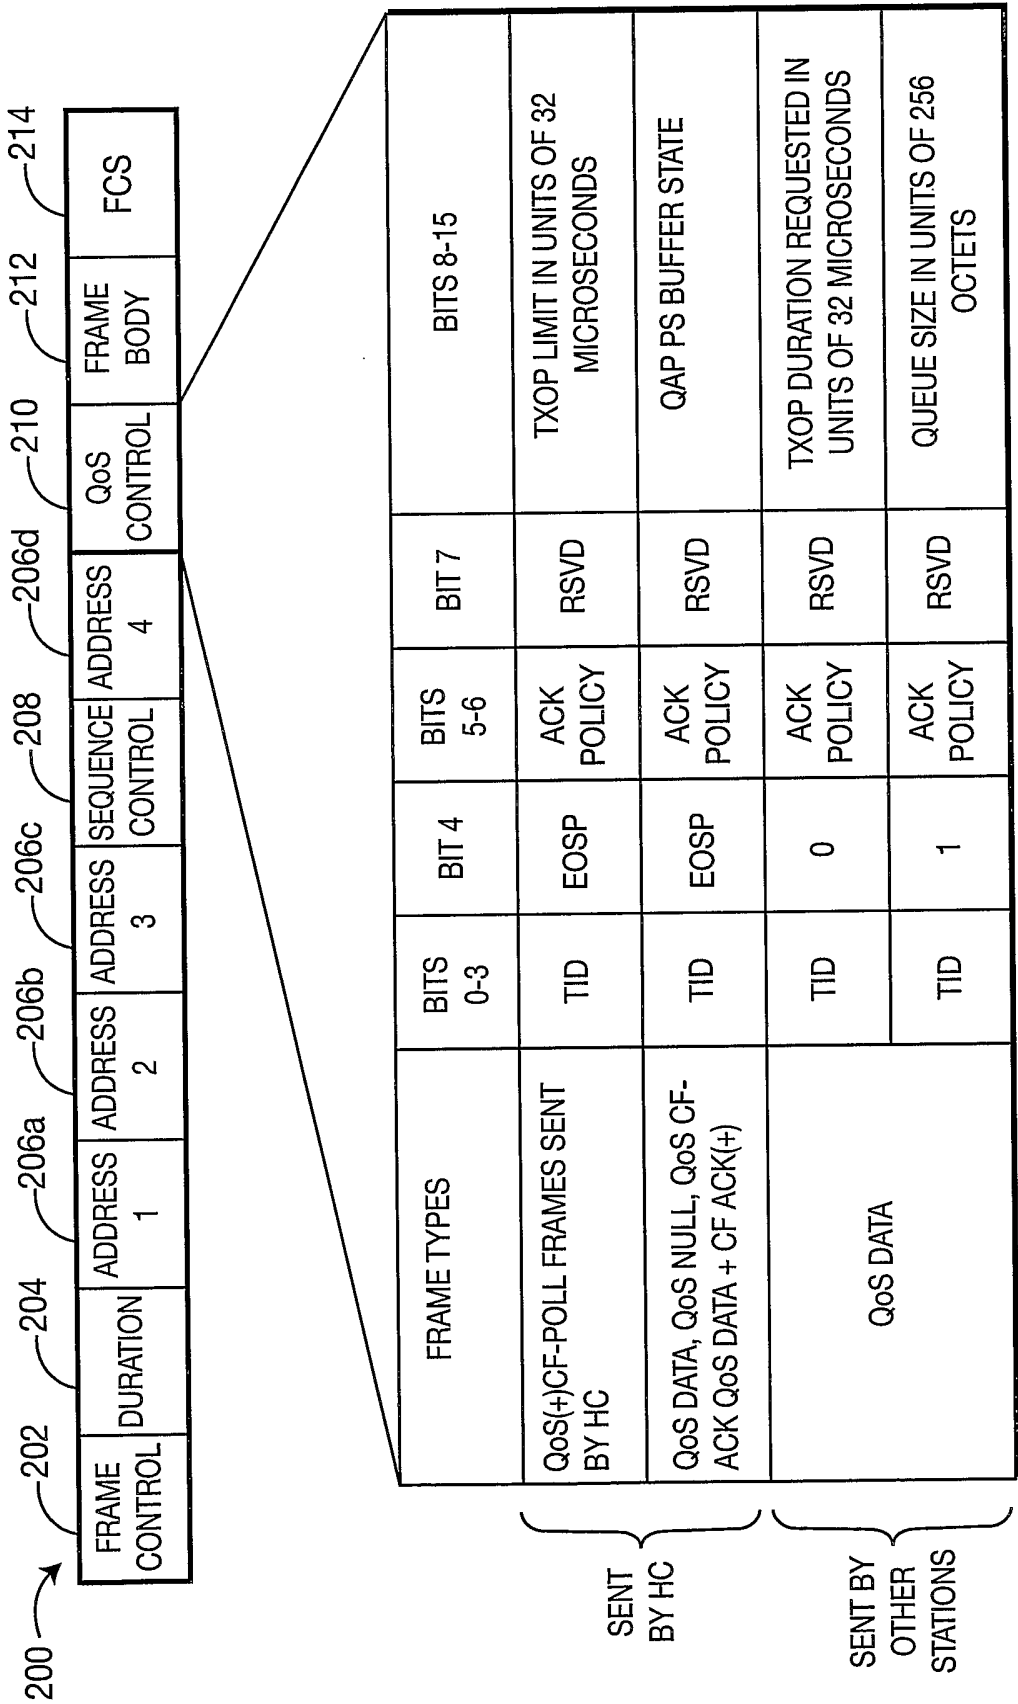 200
202
204
206a
206b
206c
208
206d
210
212
214
FRAME
CONTROL
DURATION
ADDRESS
1
ADDRESS
2
ADDRESS
3
SEQUENCE
CONTROL
ADDRESS
4
QoS
CONTROL
FRAME
BODY
FCS
FRAME TYPES
BITS
0-3
BIT 4
BITS
5-6
BIT 7
BITS 8-15
SENT
BY HC
QoS(+)CF-POLL FRAMES SENT
BY HC
TID
EOSP
ACK
POLICY
RSVD
TXOP LIMIT IN UNITS OF 32
MICROSECONDS
QoS DATA, QoS NULL, QoS CF-
ACK QoS DATA + CF ACK(+)
TID
EOSP
ACK
POLICY
RSVD
QAP PS BUFFER STATE
SENT BY
OTHER
STATIONS
QoS DATA
TID
0
ACK
POLICY
RSVD
TXOP DURATION REQUESTED IN
UNITS OF 32 MICROSECONDS
TID
1
ACK
POLICY
RSVD
QUEUE SIZE IN UNITS OF 256
OCTETS